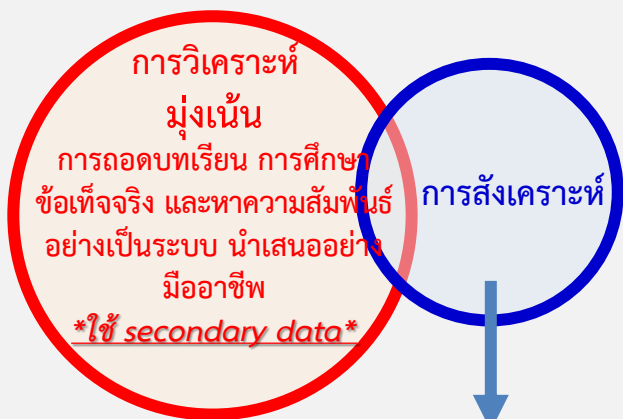 การวิเคราะห์
มุ่งเน้น
การถอดบทเรียน การศึกษา
ข้อเท็จจริง และหาความสัมพันธ์
อย่างเป็นระบบ นำเสนออย่าง
มืออาชีพ
*ใช้ secondary data*
การสังเคราะห์